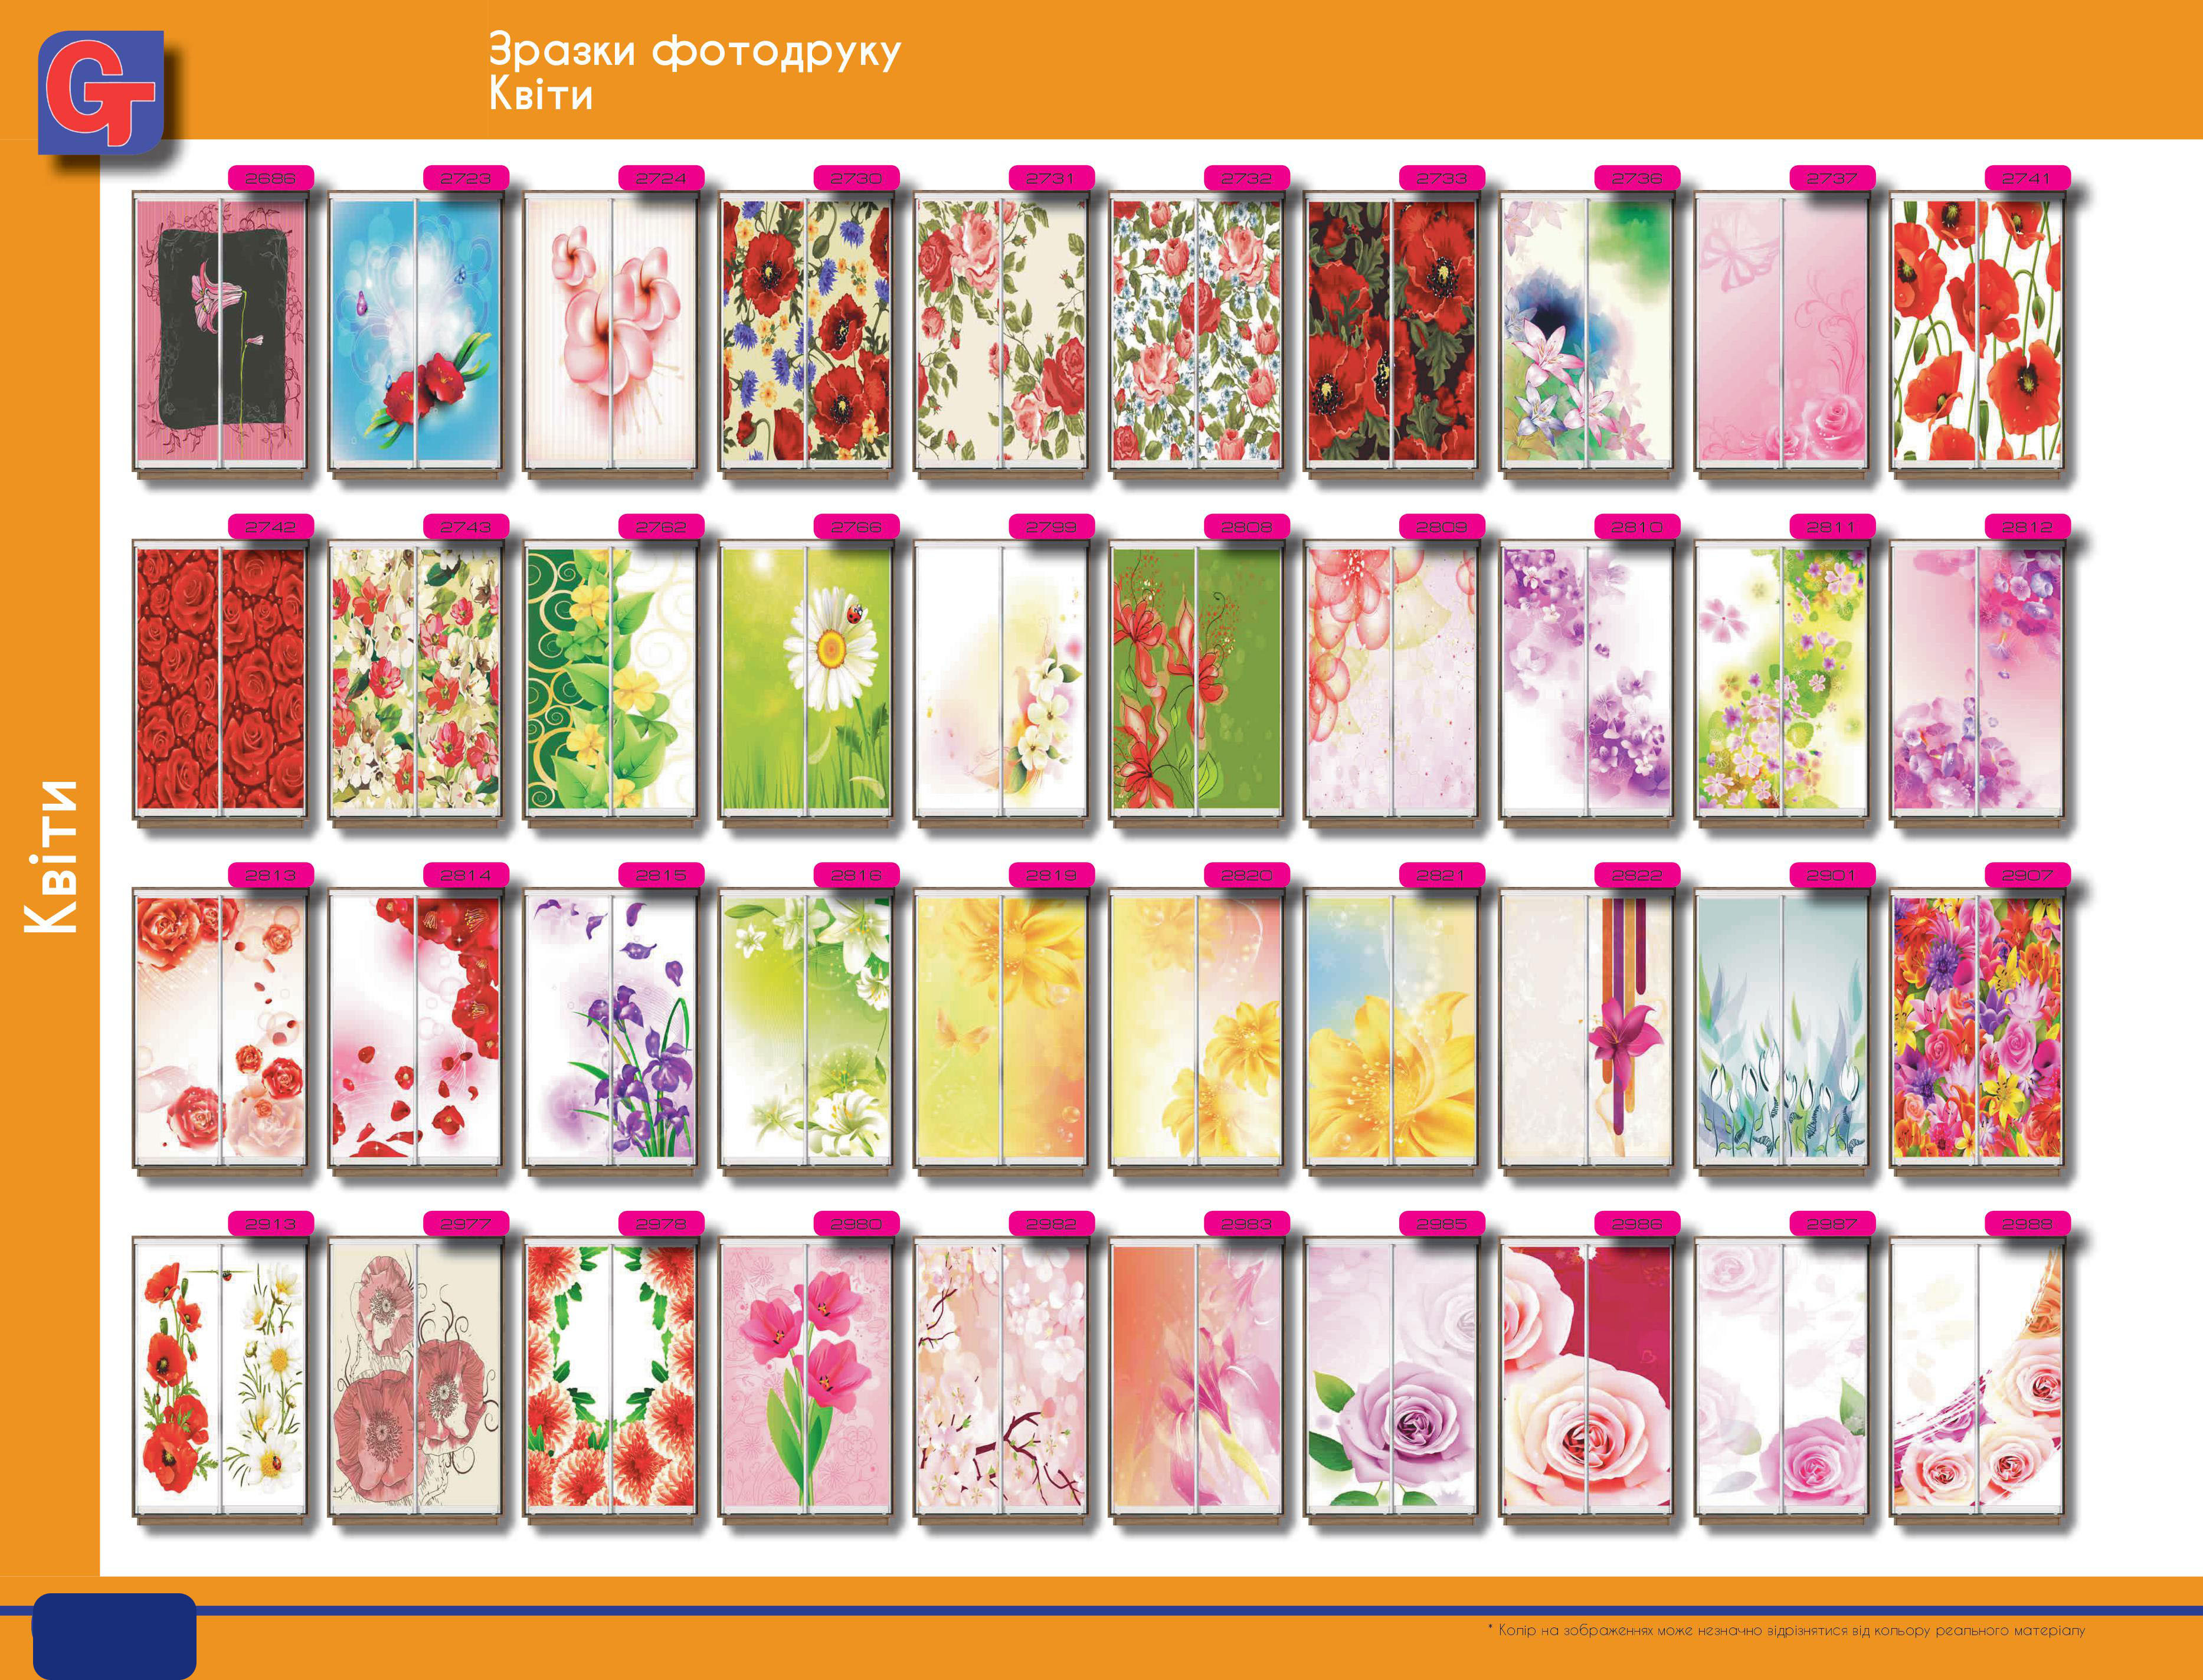 GT
Зразки фотодруку
Квіти
2686 2723 2724 2730 2731 2732 2733 2736 2737 2741
2742 2743 2762 2766 2799 2808 2809 2810 2811 2812
Квіти
2813 2814 2815 2816 2819 2820 2821 2822 2901 2907
2913 2977 2978 2980 2982 2983 2985 2986 2987 2988
* Колір на зображеннях може незначно відрізнятися від кольору реального матеріалу